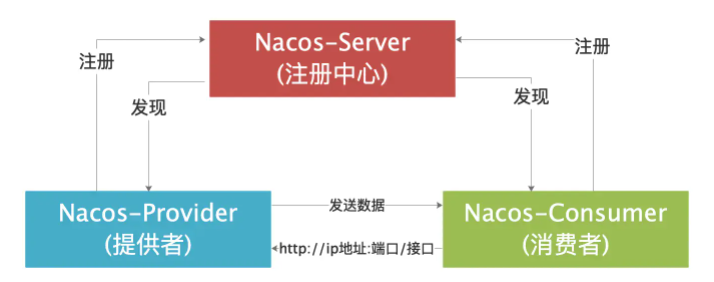 Nacos-Server
(注册中心)
注册
注册
发现
发现
Nacos-Provider
(提供者)
发送数据
http://ip地址:端口/接口
Nacos-Consumer
(消费者)